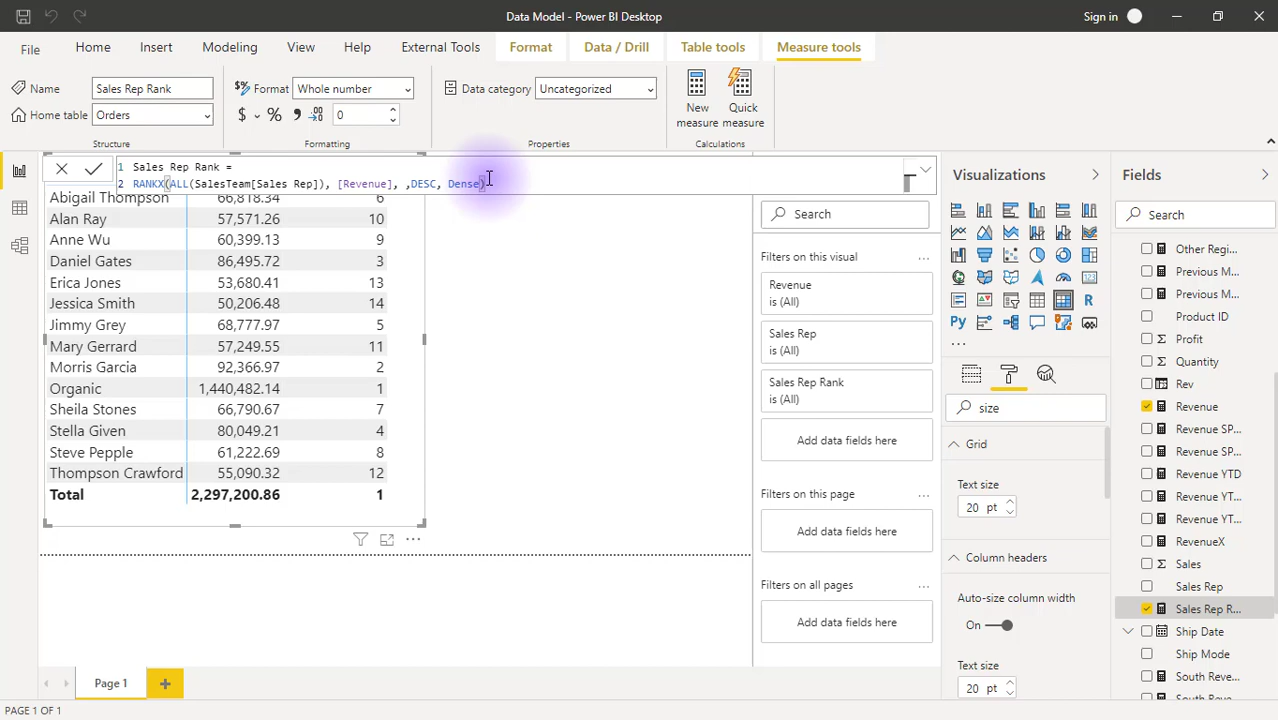 Data Model - Power BI Desktop
Sign in
File
Home
Insert
Modeling
View
Help
External Tools
Format
Data / Drill
Table tools
Measure tools
Name
Sales Rep Rank
Home table
Orders
Structure
Format
Whole number
$ % 0
Formatting
Data category
Uncategorized
Properties
New measure
Quick measure
Calculations
1 Sales Rep Rank =
2 RANKX(ALL(SalesTeam[Sales Rep]), [Revenue], ,DESC, Dense)
Abigail Thompson 66,818.34 6
Alan Ray 57,571.26 10
Anne Wu 60,399.13 9
Daniel Gates 86,495.72 3
Erica Jones 53,680.41 13
Jessica Smith 50,206.48 14
Jimmy Grey 68,777.97 5
Mary Gerrard 57,249.55 11
Morris Garcia 92,366.97 2
Organic 1,440,482.14 1
Sheila Stones 66,790.67 7
Stella Given 80,049.21 4
Steve Pepple 61,222.69 8
Thompson Crawford 55,090.32 12
Total 2,297,200.86 1
Search
Filters on this visual
...
Revenue
is (All)
Sales Rep
is (All)
Sales Rep Rank
is (All)
Add data fields here
Filters on this page
...
Add data fields here
Filters on all pages
...
Add data fields here
Visualizations
R
Py
...
size
Grid
Text size
20 pt
Column headers
Auto-size column width
On
Text size
20 pt
Fields
Search
Other Regi...
Previous M...
Previous M...
Product ID
Profit
Quantity
Rev
Revenue
Revenue SP...
Revenue SP...
Revenue YTD
Revenue YT...
Revenue YT...
RevenueX
Sales
Sales Rep
Sales Rep R...
Ship Date
Ship Mode
South Reve...
South Reve...
Page 1
PAGE 1 OF 1